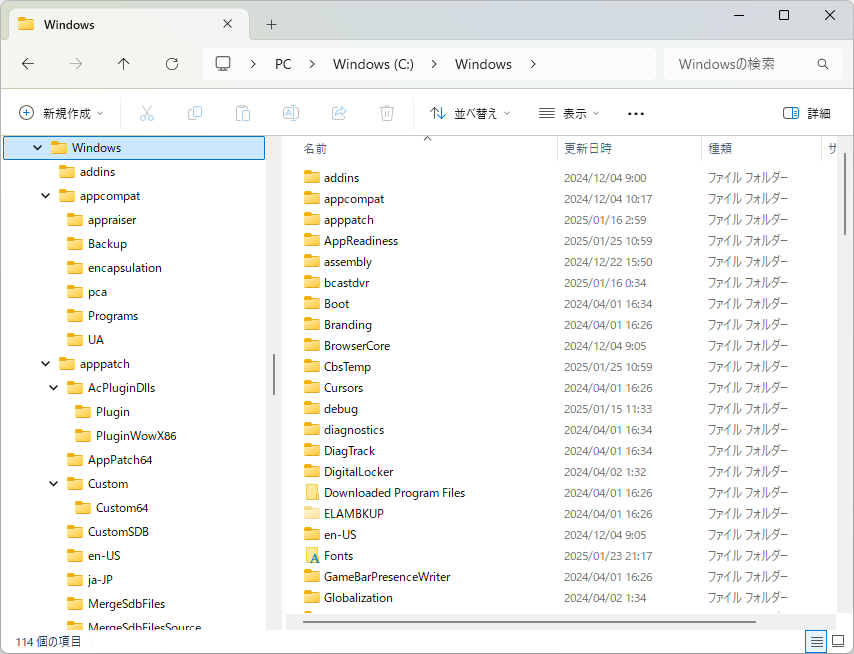 Windows
PC
Windows (C:)
Windows
Windowsの検索
新規作成
並べ替え
表示
詳細
Windows
addins
appcompat
appraiser
Backup
encapsulation
pca
Programs
UA
apppatch
AcPluginDlls
Plugin
PluginWowX86
AppPatch64
Custom
Custom64
CustomSDB
en-US
ja-JP
MergeSdbFiles
MergeSdbFilesSource
名前 更新日時 種類 サ
addins 2024/12/04 9:00 ファイル フォルダー
appcompat 2024/12/04 10:17 ファイル フォルダー
apppatch 2025/01/16 2:59 ファイル フォルダー
AppReadiness 2025/01/25 10:59 ファイル フォルダー
assembly 2024/12/22 15:50 ファイル フォルダー
bcastdvr 2025/01/16 0:34 ファイル フォルダー
Boot 2024/04/01 16:34 ファイル フォルダー
Branding 2024/04/01 16:26 ファイル フォルダー
BrowserCore 2024/12/04 9:05 ファイル フォルダー
CbsTemp 2025/01/25 10:59 ファイル フォルダー
Cursors 2024/04/01 16:26 ファイル フォルダー
debug 2025/01/15 11:33 ファイル フォルダー
diagnostics 2024/04/01 16:34 ファイル フォルダー
DiagTrack 2024/04/01 16:34 ファイル フォルダー
DigitalLocker 2024/04/02 1:32 ファイル フォルダー
Downloaded Program Files 2024/04/01 16:26 ファイル フォルダー
ELAMBKUP 2024/04/01 16:26 ファイル フォルダー
en-US 2024/12/04 9:05 ファイル フォルダー
Fonts 2025/01/23 21:17 ファイル フォルダー
GameBarPresenceWriter 2024/04/01 16:26 ファイル フォルダー
Globalization 2024/04/02 1:34 ファイル フォルダー
114 個の項目